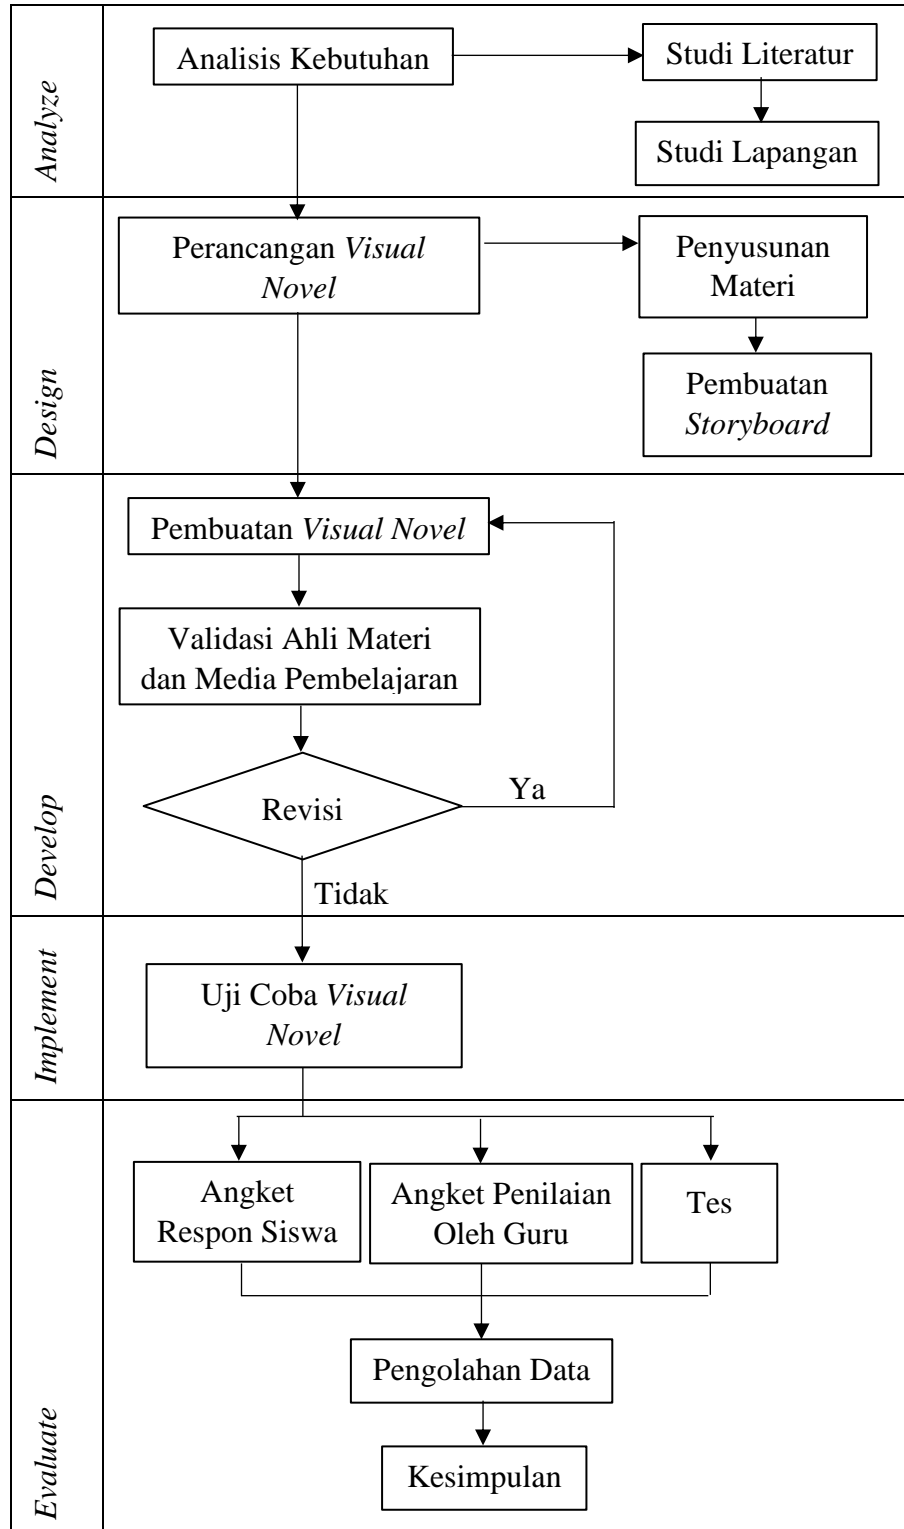 Analyze
Analisis Kebutuhan
Studi Literatur
Studi Lapangan
Design
Perancangan Visual
Novel
Penyusunan
Materi
Pembuatan
Storyboard
Develop
Pembuatan Visual Novel
Validasi Ahli Materi
dan Media Pembelajaran
Revisi
Ya
Tidak
Implement
Uji Coba Visual
Novel
Evaluate
Angket
Respon Siswa
Angket Penilaian
Oleh Guru
Tes
Pengolahan Data
Kesimpulan